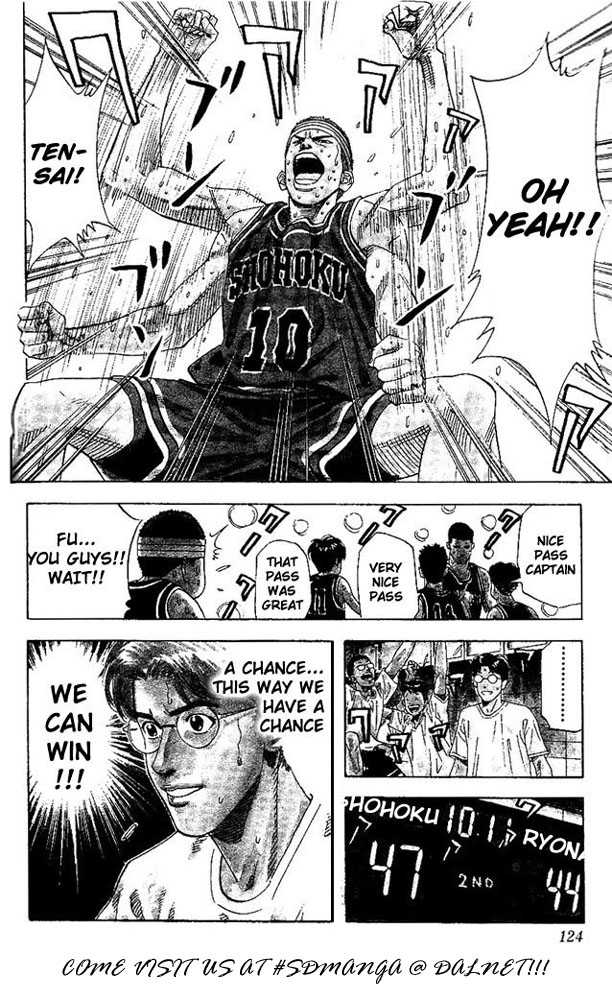 OH
YEAH!!
TEN-
SAI!
SHOHOKU
10
NICE
PASS
CAPTAIN
VERY
NICE
PASS
THAT
PASS
WAS
GREAT
FU...
YOU GUYS!!
WAIT!!
A CHANCE...
THIS WAY WE
HAVE A
CHANCE
WE
CAN
WIN
!!!
SHOHOKU
10.11
RYONA
47
2ND
44
124
COME VISIT US AT #SDMANGA @ DALNET!!!